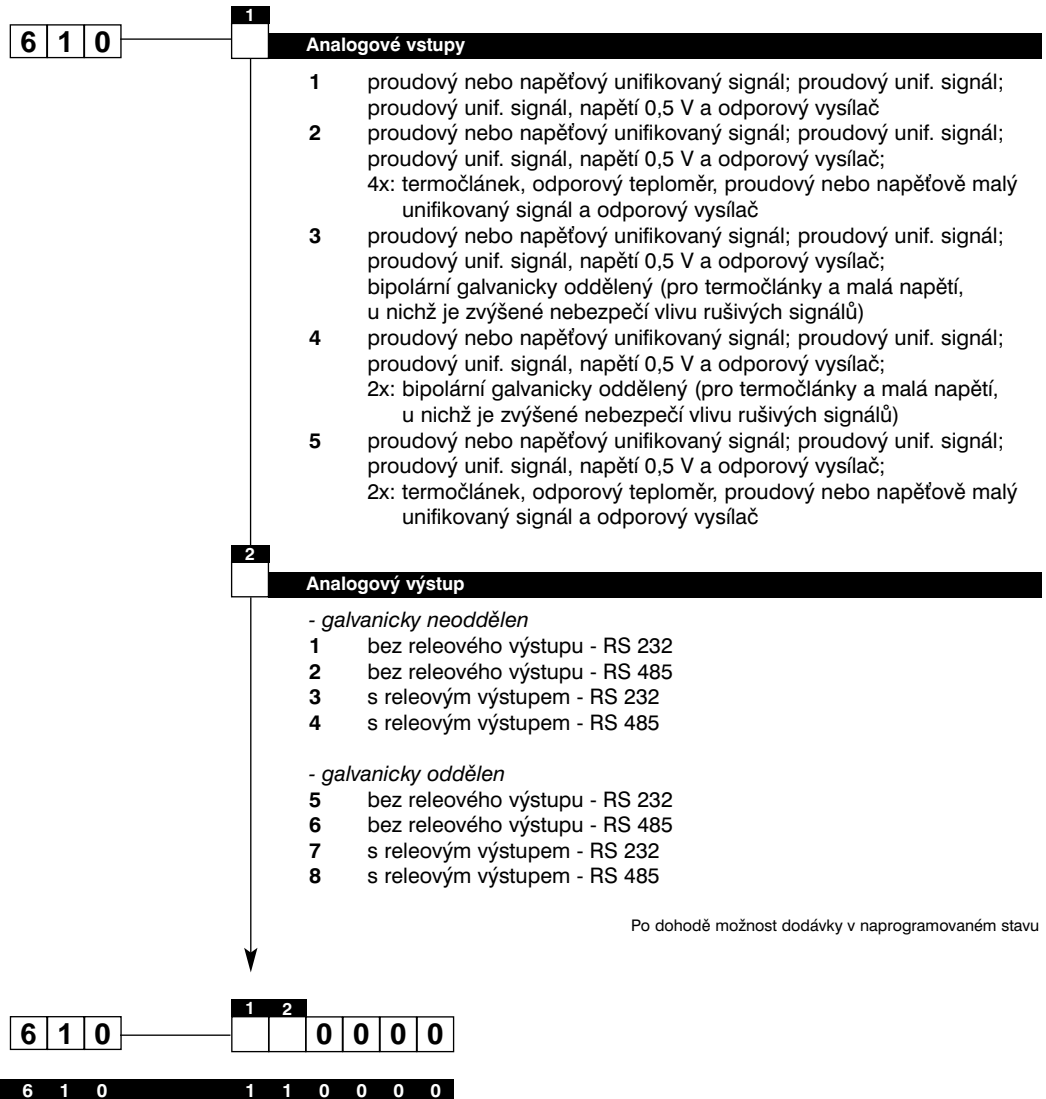 1
6 1 0
Analogové vstupy
1 proudový nebo napěťový unifikovaný signál; proudový unif. signál;
proudový unif. signál, napětí 0,5 V a odporový vysílač
2 proudový nebo napěťový unifikovaný signál; proudový unif. signál;
proudový unif. signál, napětí 0,5 V a odporový vysílač;
4x: termočlánek, odporový teploměr, proudový nebo napěťově malý
unifikovaný signál a odporový vysílač
3 proudový nebo napěťový unifikovaný signál; proudový unif. signál;
proudový unif. signál, napětí 0,5 V a odporový vysílač;
bipolární galvanicky oddělený (pro termočlánky a malá napětí,
u nichž je zvýšené nebezpečí vlivu rušivých signálů)
4 proudový nebo napěťový unifikovaný signál; proudový unif. signál;
proudový unif. signál, napětí 0,5 V a odporový vysílač;
2x: bipolární galvanicky oddělený (pro termočlánky a malá napětí,
u nichž je zvýšené nebezpečí vlivu rušivých signálů)
5 proudový nebo napěťový unifikovaný signál; proudový unif. signál;
proudový unif. signál, napětí 0,5 V a odporový vysílač;
2x: termočlánek, odporový teploměr, proudový nebo napěťově malý
unifikovaný signál a odporový vysílač
2
Analogový výstup
- galvanicky neoddělen
1 bez releového výstupu - RS 232
2 bez releového výstupu - RS 485
3 s releovým výstupem - RS 232
4 s releovým výstupem - RS 485
- galvanicky oddělen
5 bez releového výstupu - RS 232
6 bez releového výstupu - RS 485
7 s releovým výstupem - RS 232
8 s releovým výstupem - RS 485
Po dohodě možnost dodávky v naprogramovaném stavu
1 2
6 1 0 0 0 0 0
6 1 0 1 1 0 0 0 0